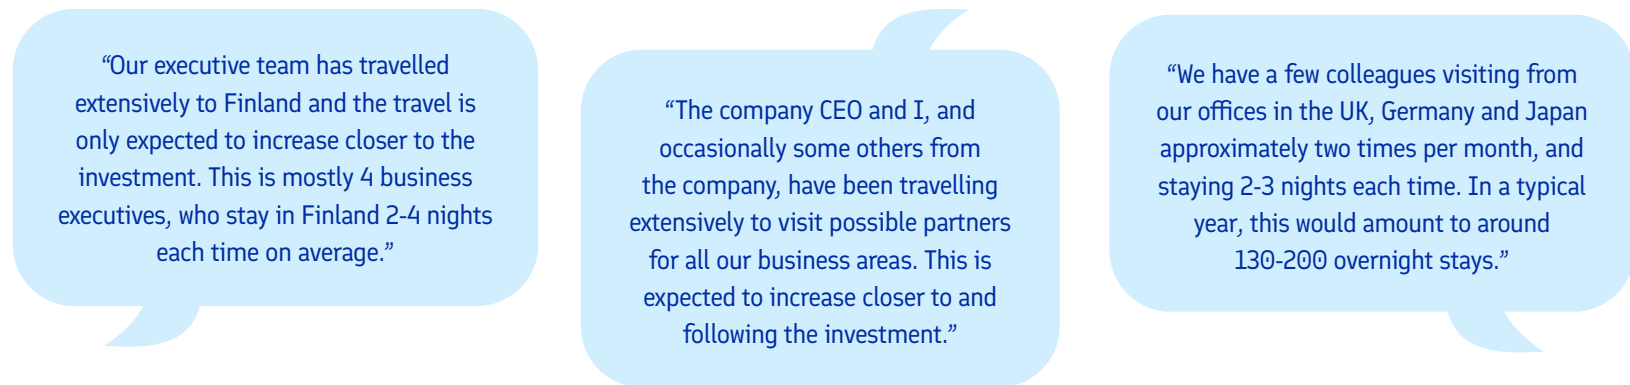 “Our executive team has travelled
extensively to Finland and the travel is
only expected to increase closer to the
investment. This is mostly 4 business
executives, who stay in Finland 2-4 nights
each time on average.”
“The company CEO and I, and
occasionally some others from
the company, have been travelling
extensively to visit possible partners
for all our business areas. This is
expected to increase closer to and
following the investment.”
“We have a few colleagues visiting from
our offices in the UK, Germany and Japan
approximately two times per month, and
staying 2-3 nights each time. In a typical
year, this would amount to around
130-200 overnight stays.”